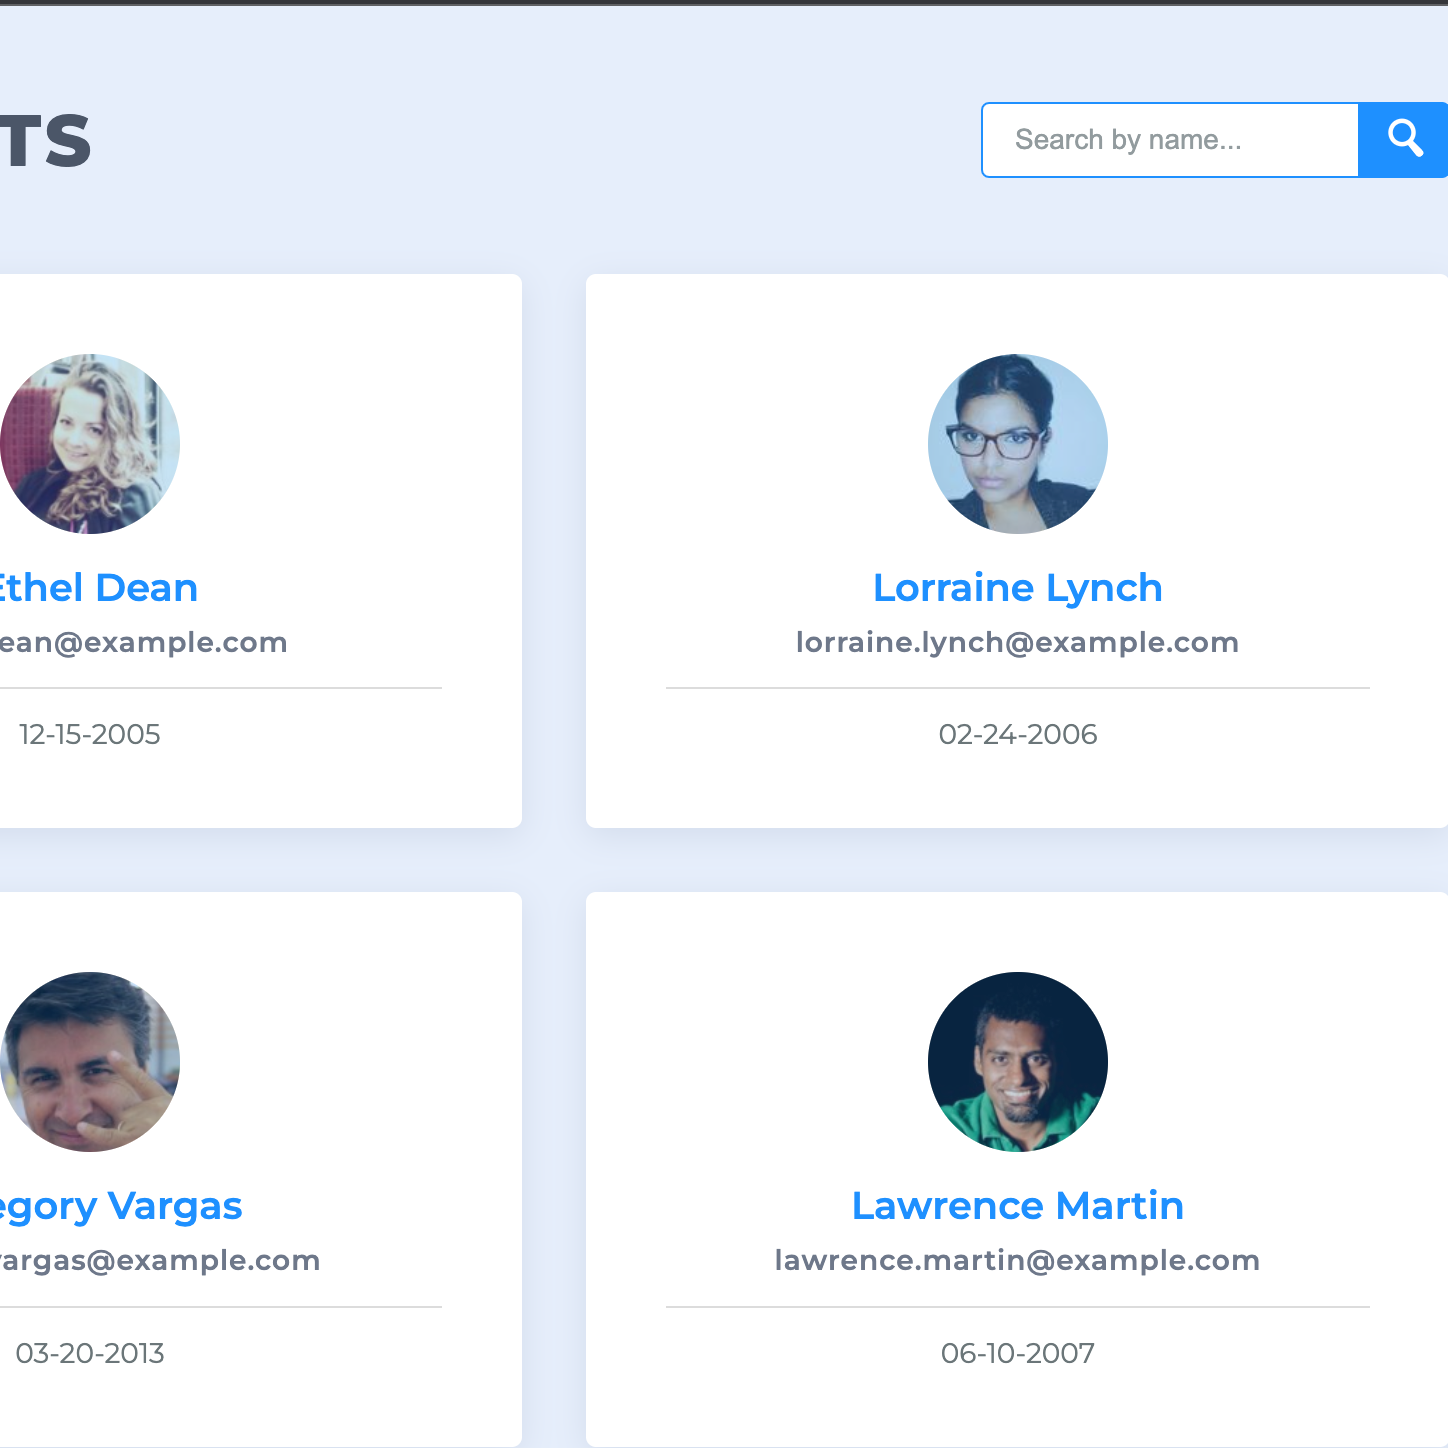 TS
Search by name...
Ethel Dean
ean@example.com
12-15-2005
Lorraine Lynch
lorraine.lynch@example.com
02-24-2006
egory Vargas
vargas@example.com
03-20-2013
Lawrence Martin
lawrence.martin@example.com
06-10-2007